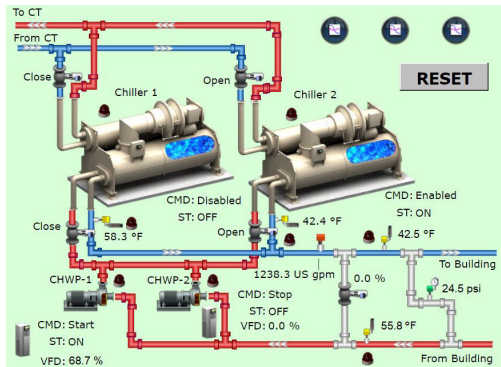 To CT
From CT
Close
Open
RESET
Chiller 1
Chiller 2
CMD: Disabled
ST: OFF
CMD: Enabled
ST: ON
Close
58.3 °F
Open
42.4 °F
42.5 °F
1238.3 US gpm
To Building
CHWP-1
CHWP-2
0.0 %
24.5 psi
CMD: Stop
ST: OFF
VFD: 0.0 %
CMD: Start
ST: ON
VFD: 68.7 %
55.8 °F
From Building